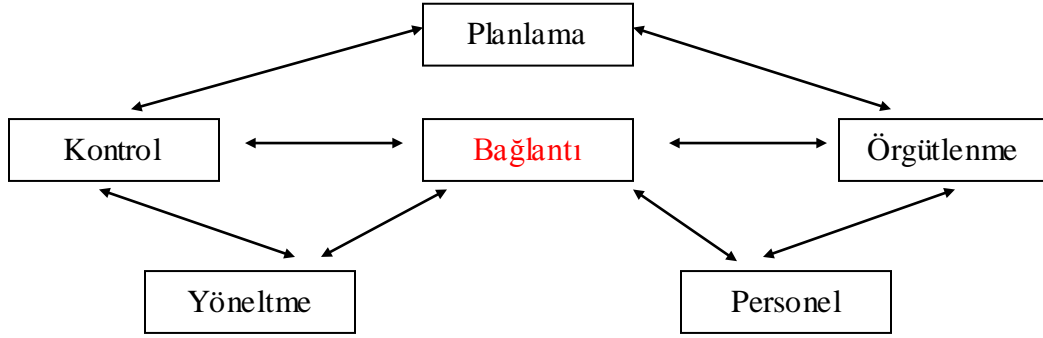 Planlama
Kontrol
Bağlantı
Örgütlenme
Yöneltme
Personel